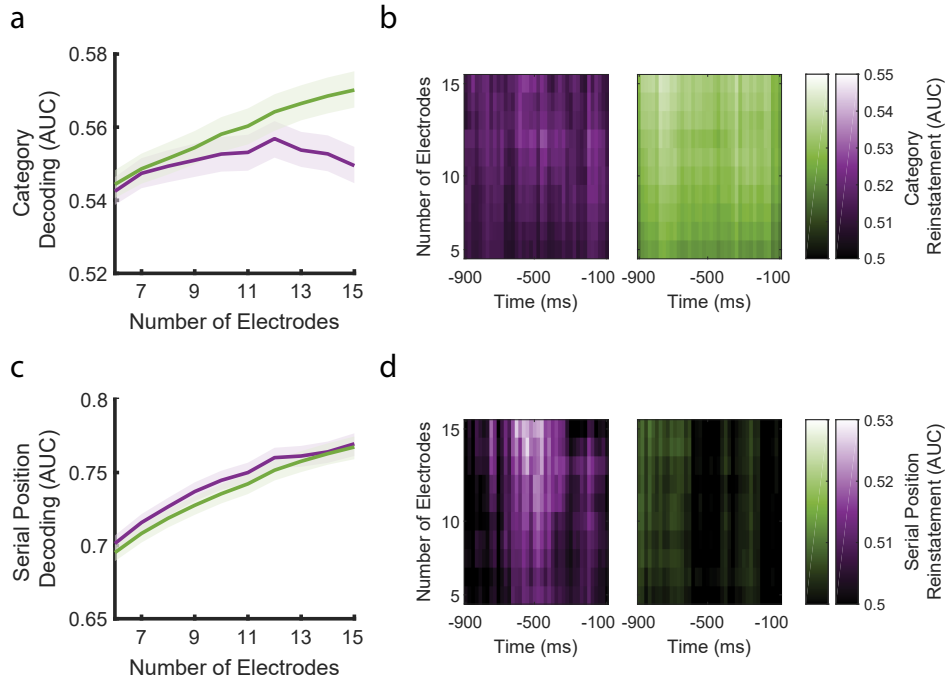 a
Category
Decoding (AUC)
0.58
0.56
0.54
0.52
7
9
11
13
15
Number of Electrodes
b
Number of Electrodes
15
10
5
-900
-500
-100
Time (ms)
-900
-500
-100
Time (ms)
0.55
0.54
0.53
0.52
0.51
0.5
Category
Reinstatement (AUC)
c
Serial Position
Decoding (AUC)
0.8
0.75
0.7
0.65
7
9
11
13
15
Number of Electrodes
d
Number of Electrodes
15
10
5
-900
-500
-100
Time (ms)
-900
-500
-100
Time (ms)
0.53
0.52
0.51
0.5
Serial Position
Reinstatement (AUC)